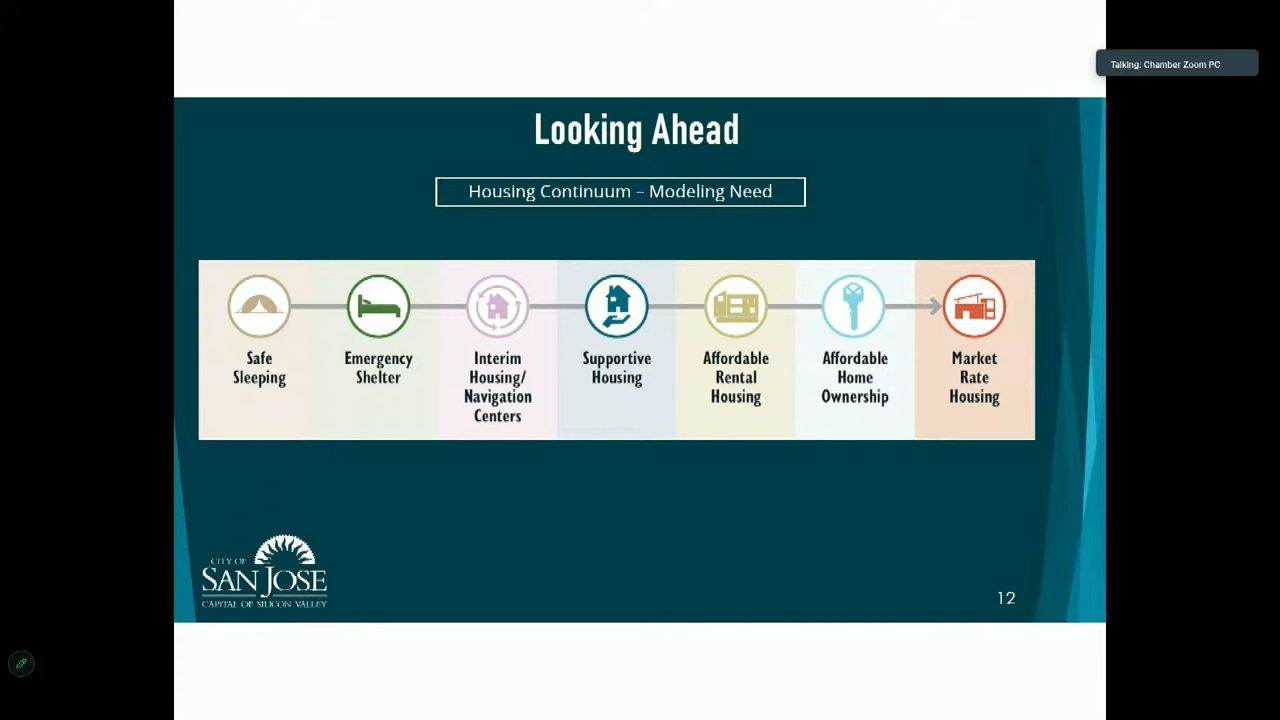 Talking: Chamber Zoom PC
Looking Ahead
Housing Continuum – Modeling Need
Safe
Sleeping
Emergency
Shelter
Interim
Housing/
Navigation
Centers
Supportive
Housing
Affordable
Rental
Housing
Affordable
Home
Ownership
Market
Rate
Housing
CITY OF
SAN JOSE
CAPITAL OF SILICON VALLEY
12